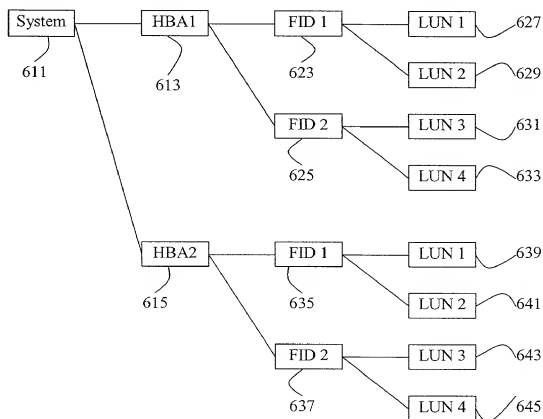 System HBA1 FID 1 LUN 1 627
611 613 623 LUN 2 629
FID 2 LUN 3 631
625 LUN 4 633
HBA2 FID 1 LUN 1 639
615 635 LUN 2 641
FID 2 LUN 3 643
637 LUN 4 645